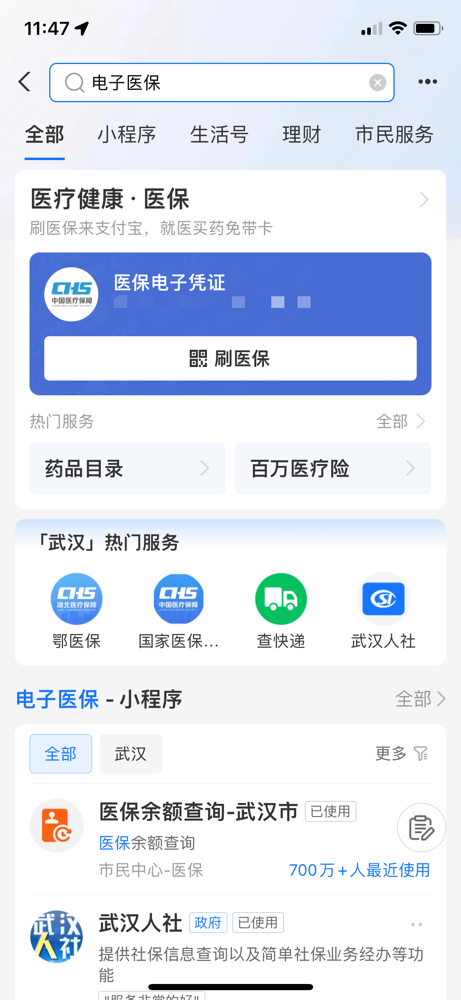 11:47
电子医保
全部 小程序 生活号 理财 市民服务
医疗健康 · 医保
刷医保来支付宝，就医买药免带卡
CHS
中国医疗保障
CHINA HEALTHCARE SECURITY
医保电子凭证
刷医保
热门服务 全部
药品目录 百万医疗险
「武汉」热门服务
CHS
湖北医疗保障
HUBEI HEALTHCARE SECURITY
CHS
中国医疗保障
CHINA HEALTHCARE SECURITY
鄂医保 国家医保... 查快递 武汉人社
电子医保 - 小程序 全部
全部 武汉 更多
医保余额查询-武汉市 已使用
医保余额查询
市民中心-医保 700万+人最近使用
武汉人社
武汉人社 政府 已使用
提供社保信息查询以及简单社保业务经办等功
能
"服务非常的好"